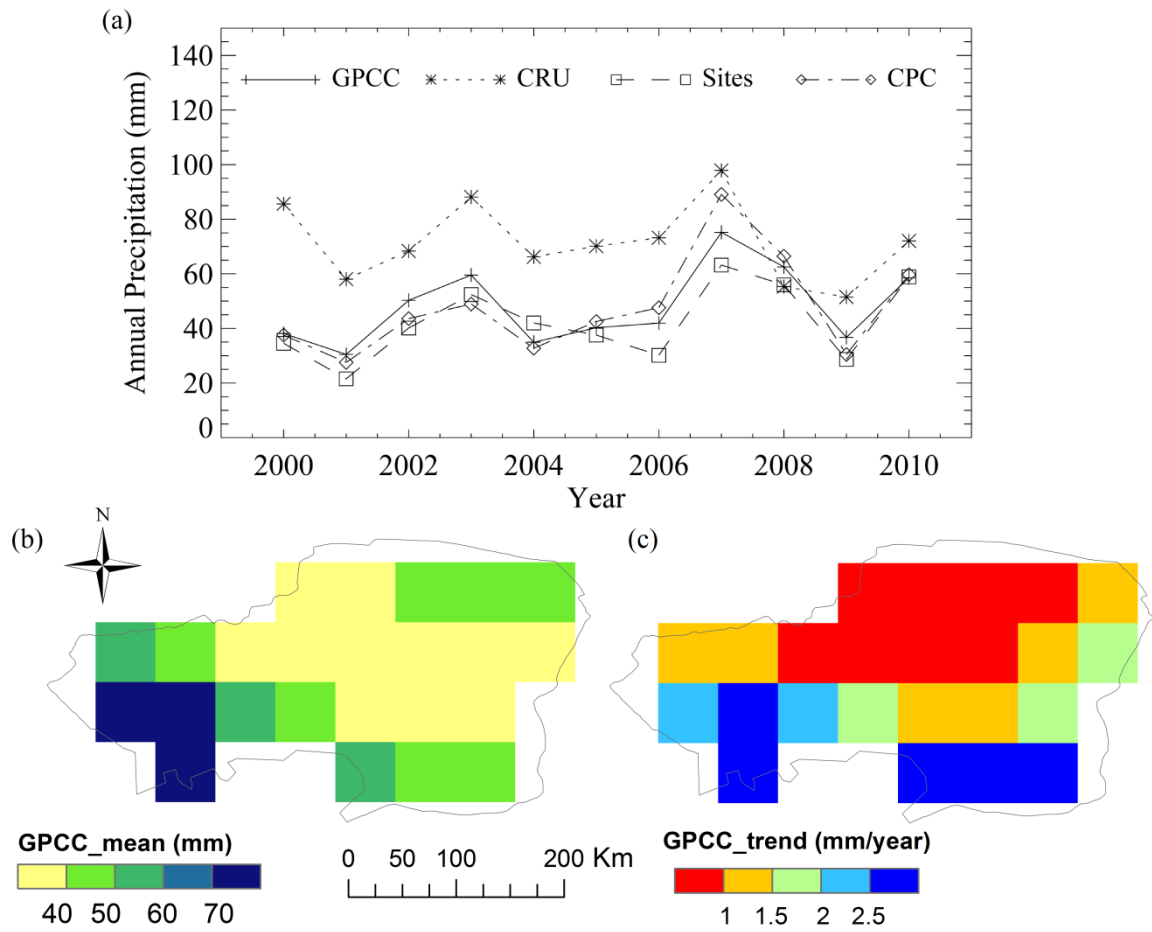 (a)
Annual Precipitation (mm)
140
120
100
80
60
40
20
0
GPCC CRU Sites CPC
2000 2002 2004 2006 2008 2010
Year
(b)
N
(c)
GPCC_mean (mm)
40 50 60 70
0 50 100 200 Km
GPCC_trend (mm/year)
1 1.5 2 2.5